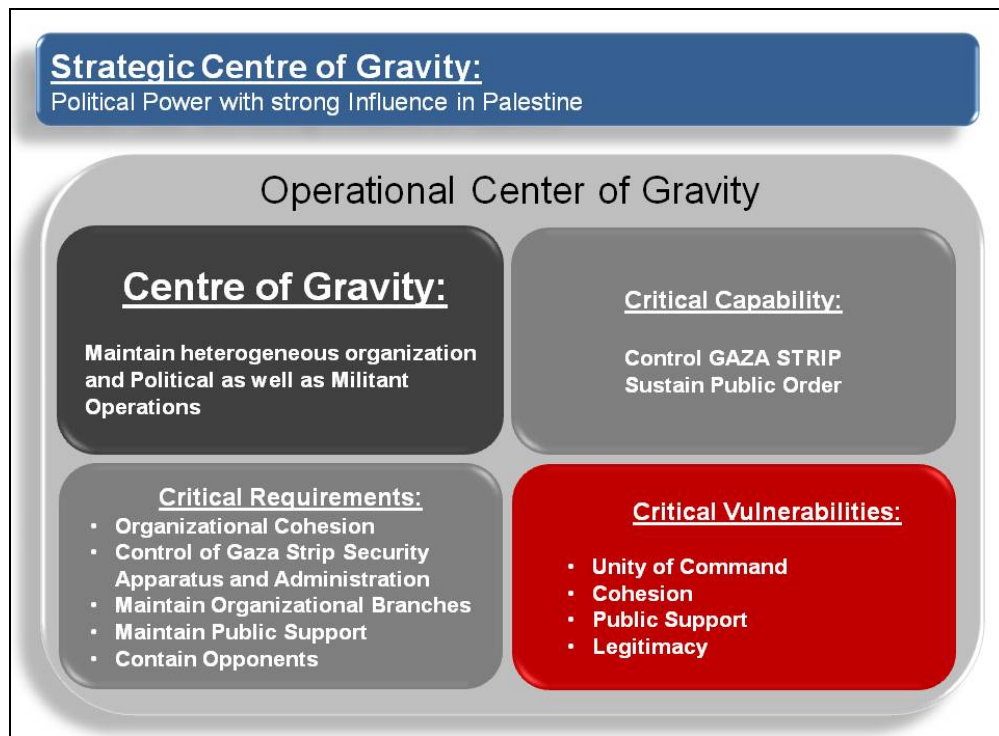 Strategic Centre of Gravity:
Political Power with strong Influence in Palestine
Operational Center of Gravity
Centre of Gravity:
Maintain heterogeneous organization
and Political as well as Militant
Operations
Critical Capability:
Control GAZA STRIP
Sustain Public Order
Critical Requirements:
• Organizational Cohesion
• Control of Gaza Strip Security
Apparatus and Administration
• Maintain Organizational Branches
• Maintain Public Support
• Contain Opponents
Critical Vulnerabilities:
• Unity of Command
• Cohesion
• Public Support
• Legitimacy